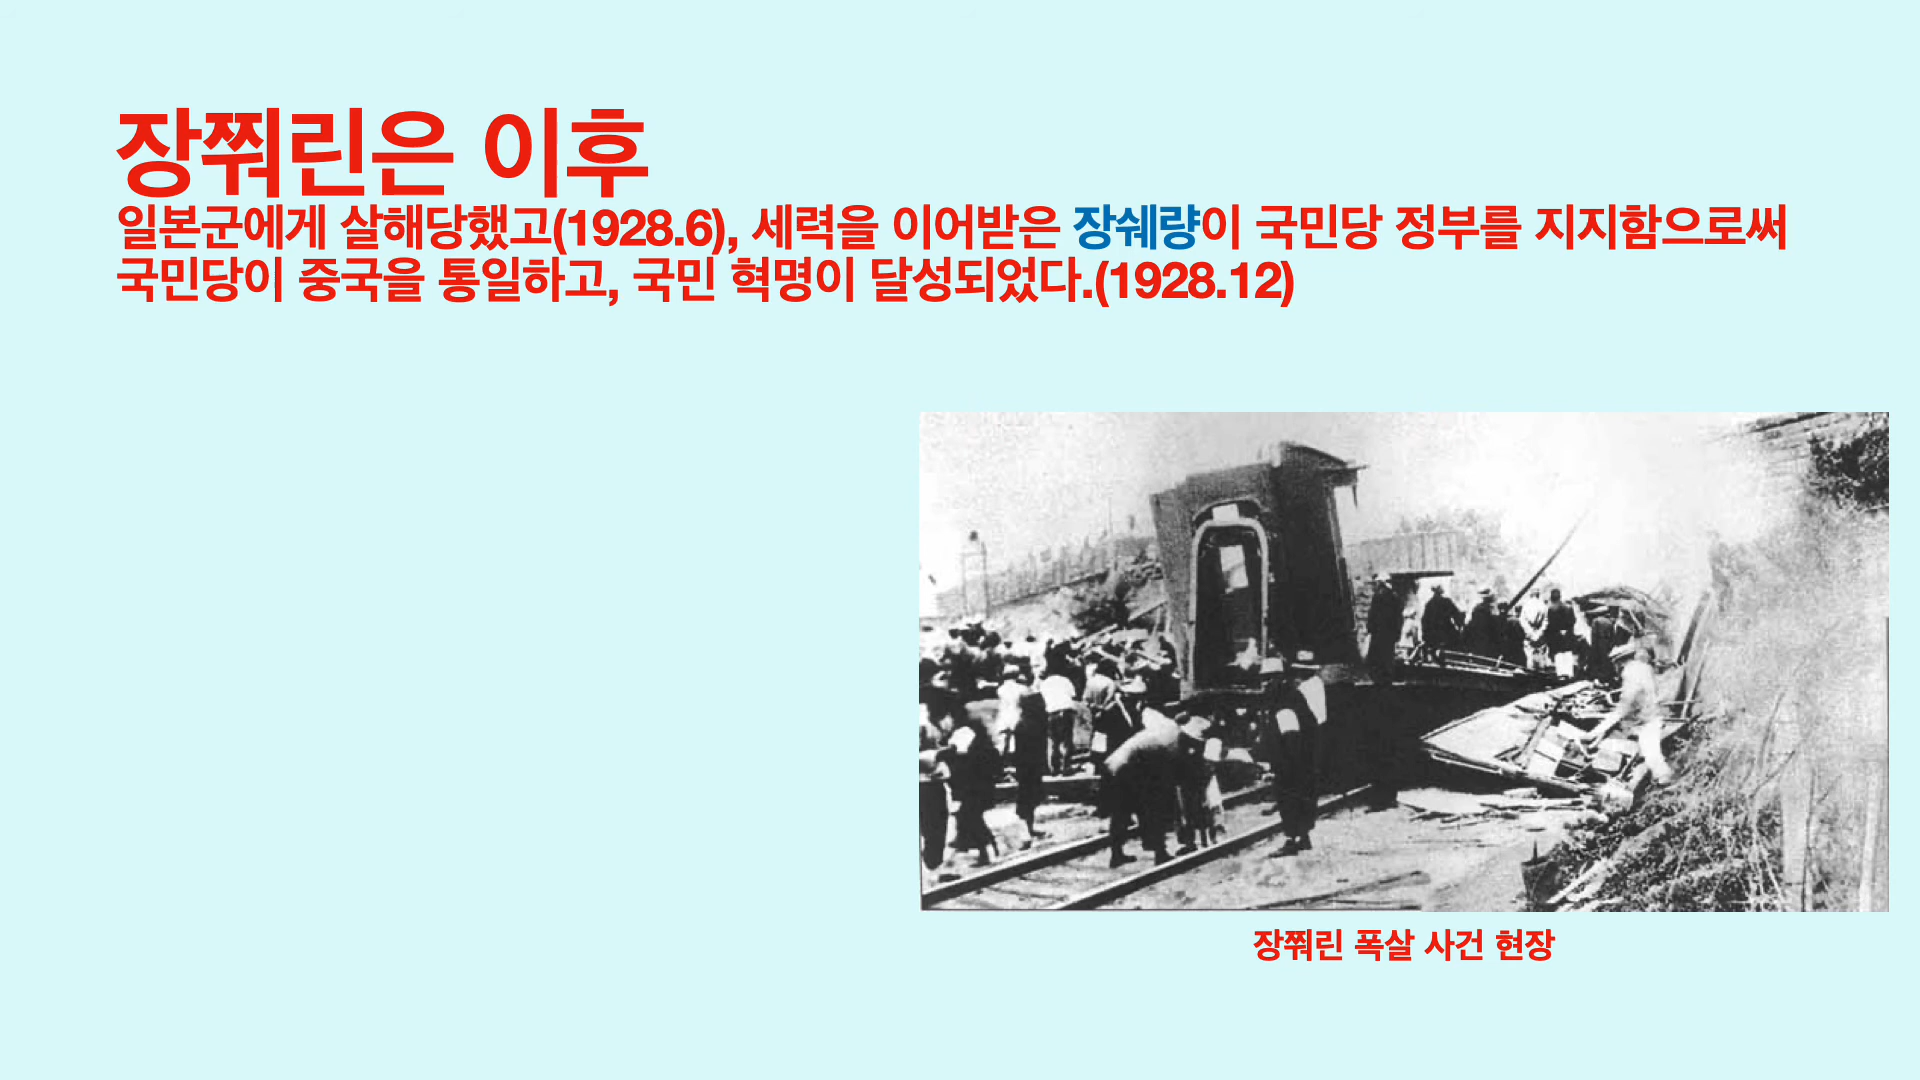 장쭤린은 이후
일본군에게 살해당했고(1928.6), 세력을 이어받은 장쉐량이 국민당 정부를 지지함으로써
국민당이 중국을 통일하고, 국민 혁명이 달성되었다.(1928.12)
장쭤린 폭살 사건 현장